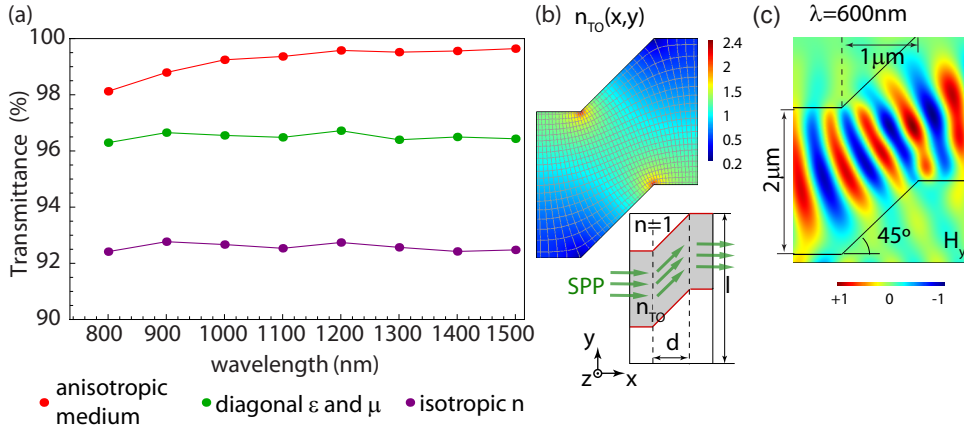 (a)
Transmittance (%)
100
98
96
94
92
90
800 900 1000 1100 1200 1300 1400 1500
wavelength (nm)
anisotropic
medium
diagonal ε and μ
isotropic n
(b)
n_TO(x,y)
2.4
2
1.5
1
0.5
0.2
n=1
SPP
n_TO
d
l
y
z
x
(c)
λ=600nm
1μm
2μm
45º
H_y
+1 0 -1